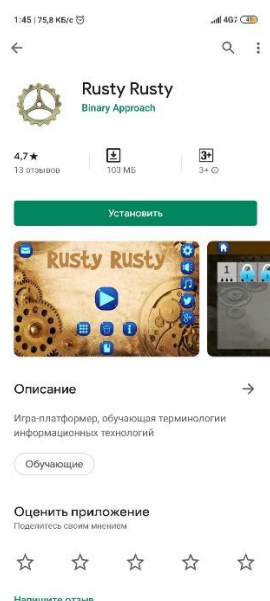 1:45 | 75,8 КБ/с
4G
Rusty Rusty
Binary Approach
4,7★
3+
13 отзывов
103 МБ
3+
Установить
Rusty Rusty
1
Описание
Игра-платформер, обучающая терминологии
информационных технологий
Обучающие
Оценить приложение
Поделитесь своим мнением
Напишите отзыв